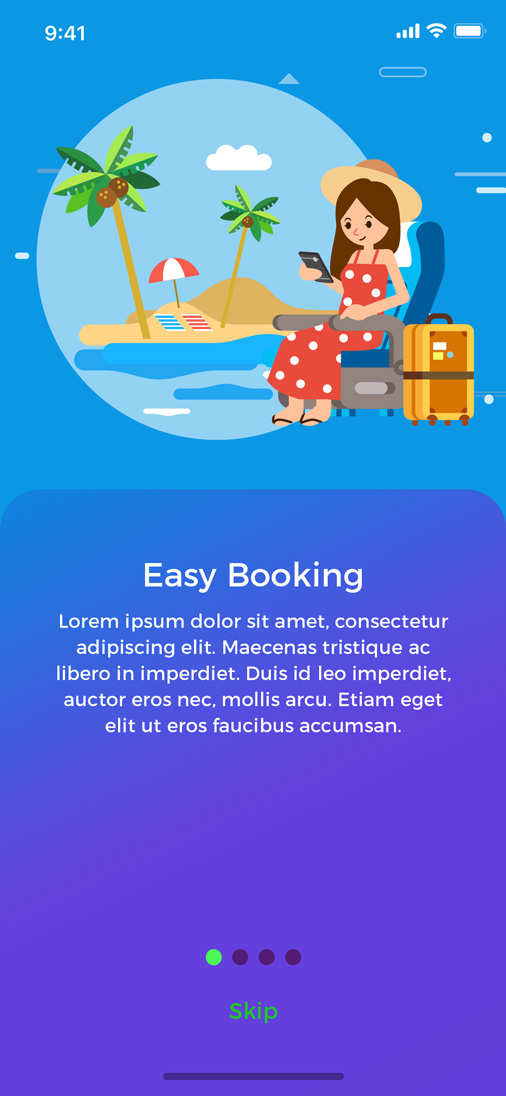 9:41
Easy Booking
Lorem ipsum dolor sit amet, consectetur
adipiscing elit. Maecenas tristique ac
libero in imperdiet. Duis id leo imperdiet,
auctor eros nec, mollis arcu. Etiam eget
elit ut eros faucibus accumsan.
Skip